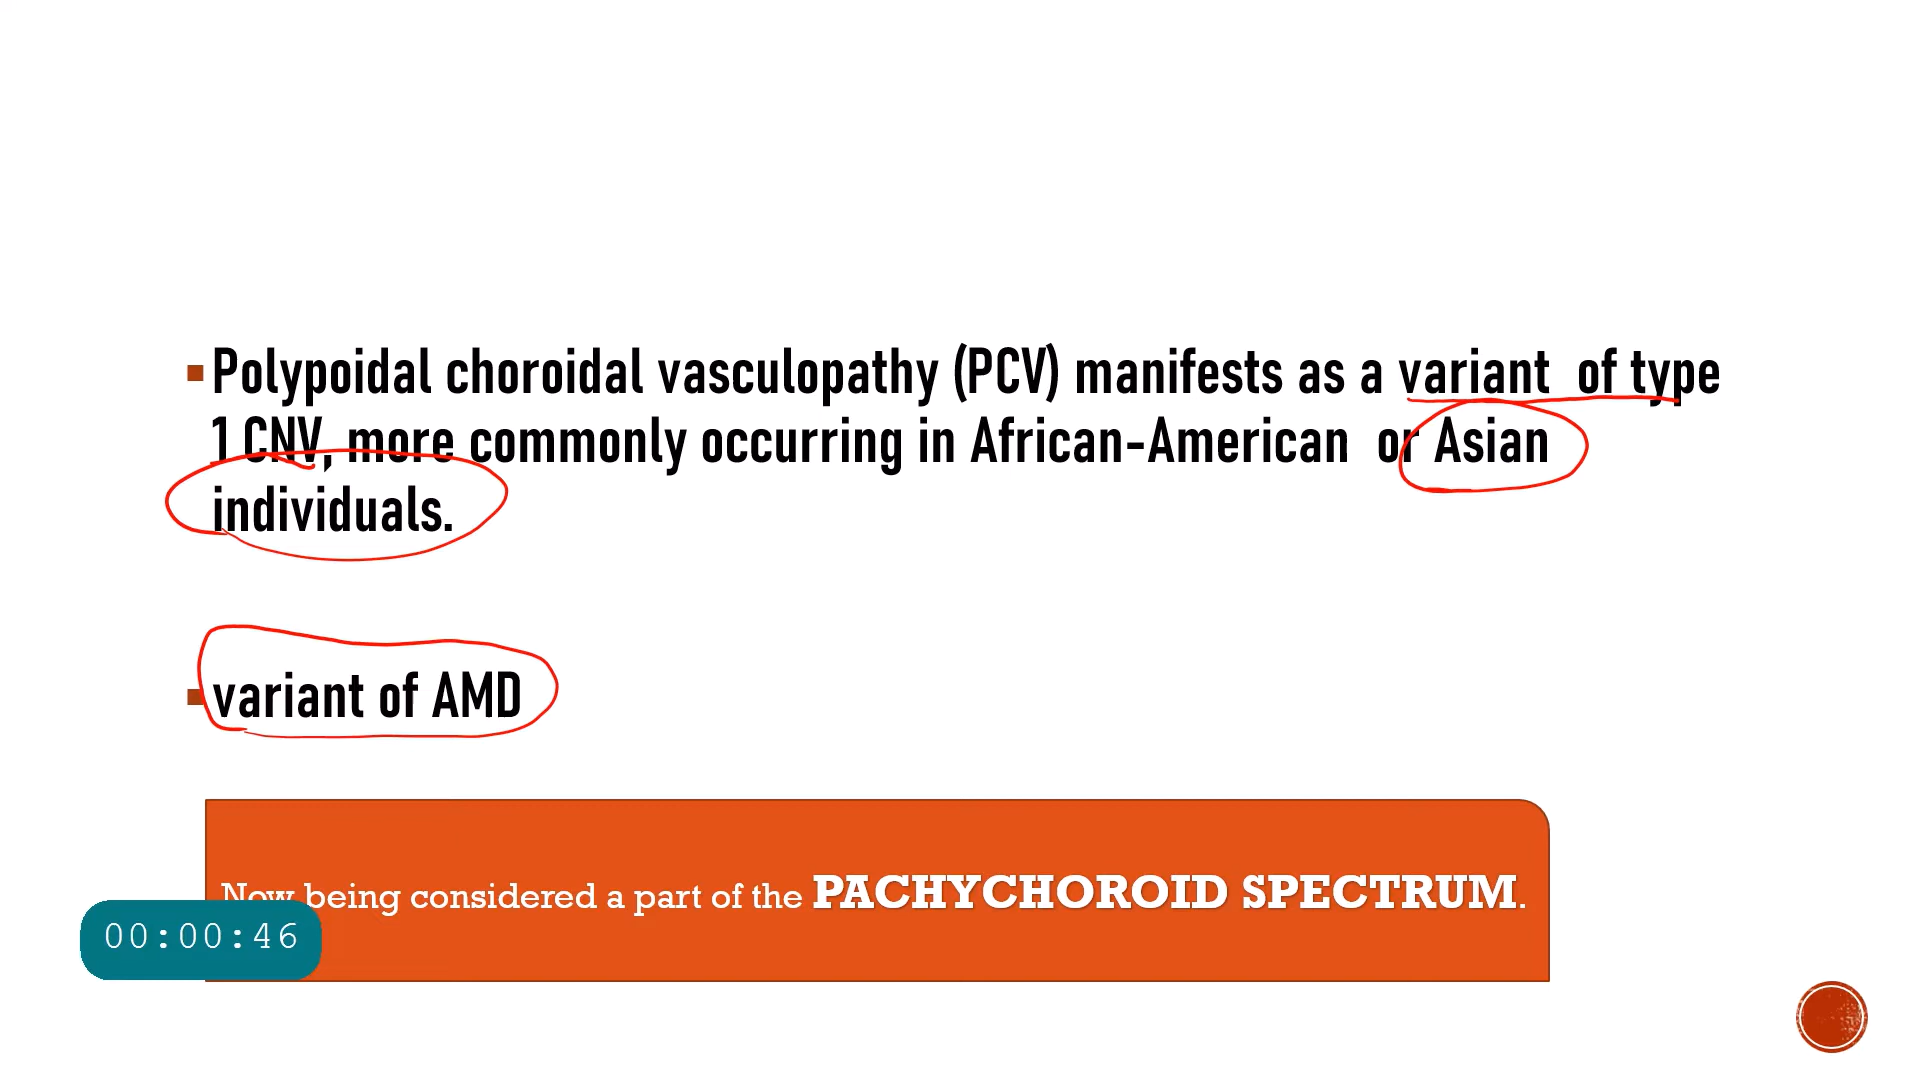 Polypoidal choroidal vasculopathy (PCV) manifests as a variant of type
1 CNV, more commonly occurring in African-American or Asian
individuals.
variant of AMD
Now being considered a part of the PACHYCHOROID SPECTRUM.
00:00:46